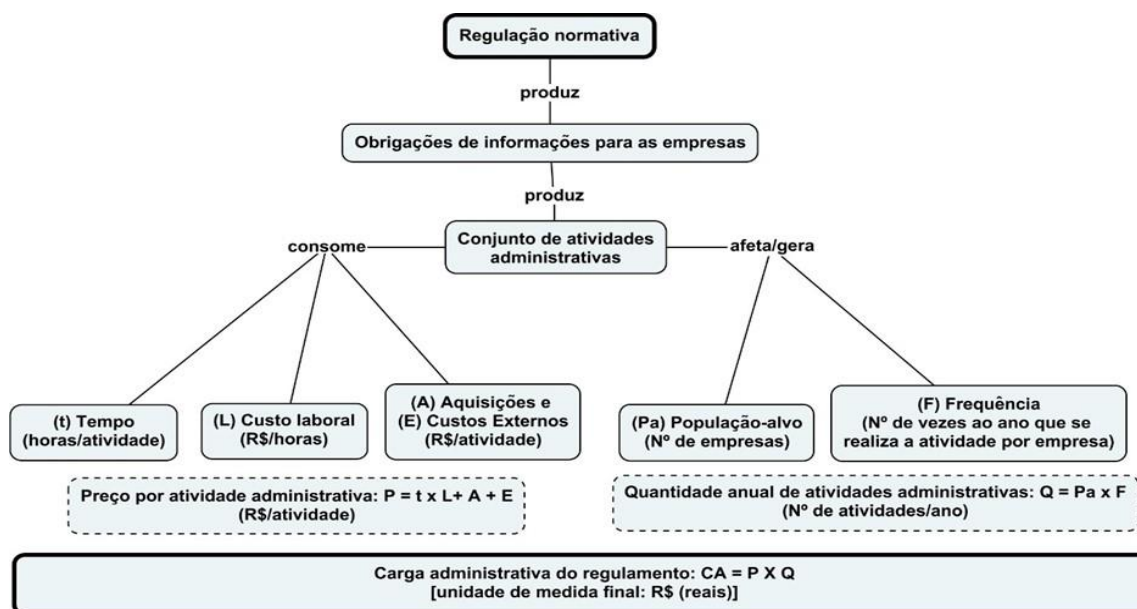 Regulação normativa
produz
Obrigações de informações para as empresas
produz
consome
Conjunto de atividades
administrativas
afeta/gera
(t) Tempo
(horas/atividade)
(L) Custo laboral
(R$/horas)
(A) Aquisições e
(E) Custos Externos
(R$/atividade)
(Pa) População-alvo
(Nº de empresas)
(F) Frequência
(Nº de vezes ao ano que se
realiza a atividade por empresa)
Preço por atividade administrativa: P = t x L+ A + E
(R$/atividade)
Quantidade anual de atividades administrativas: Q = Pa x F
(Nº de atividades/ano)
Carga administrativa do regulamento: CA = P X Q
[unidade de medida final: R$ (reais)]